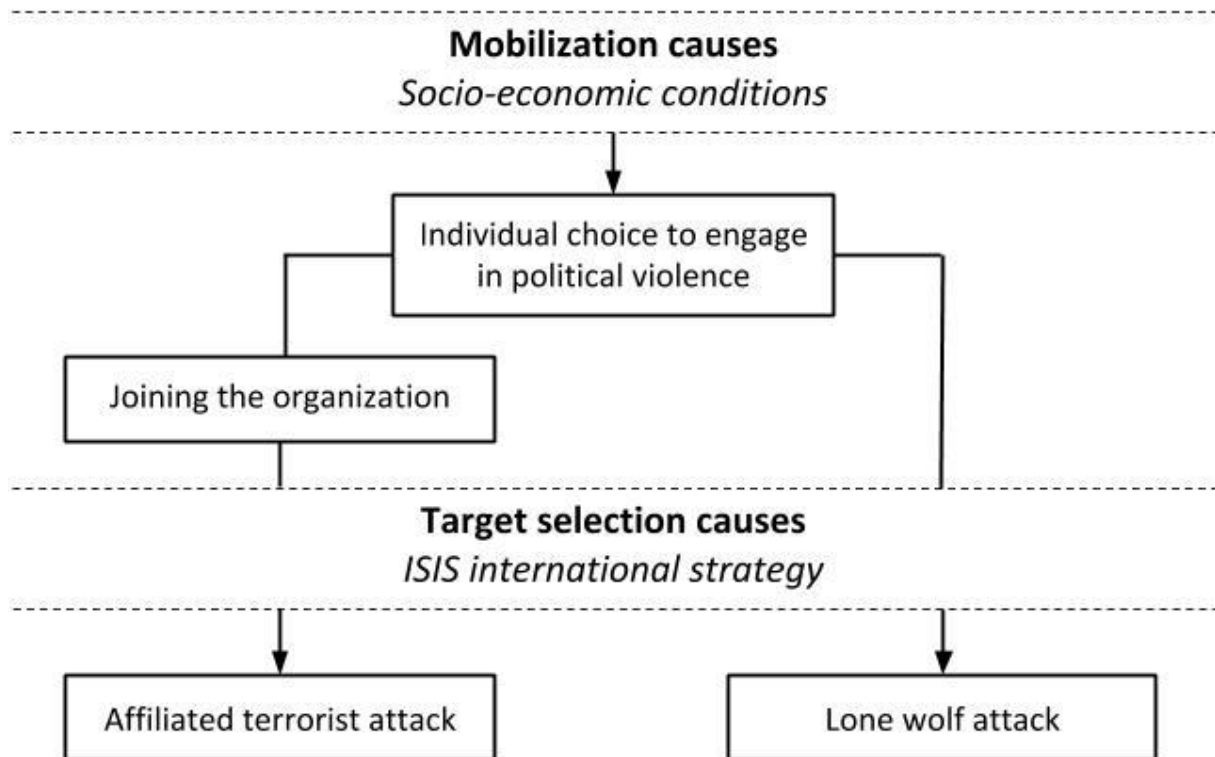 Mobilization causes
Socio-economic conditions
Individual choice to engage
in political violence
Joining the organization
Target selection causes
ISIS international strategy
Affiliated terrorist attack
Lone wolf attack